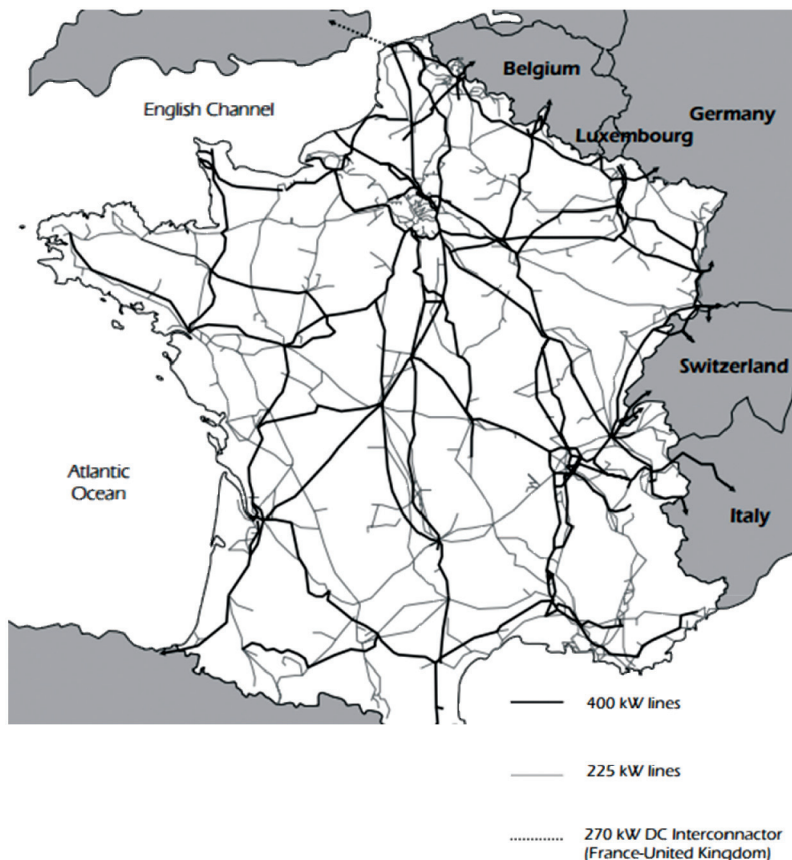 Belgium
English Channel
Germany
Luxembourg
Switzerland
Atlantic
Ocean
Italy
400 kW lines
225 kW lines
270 kW DC Interconnactor
(France-United Kingdom)